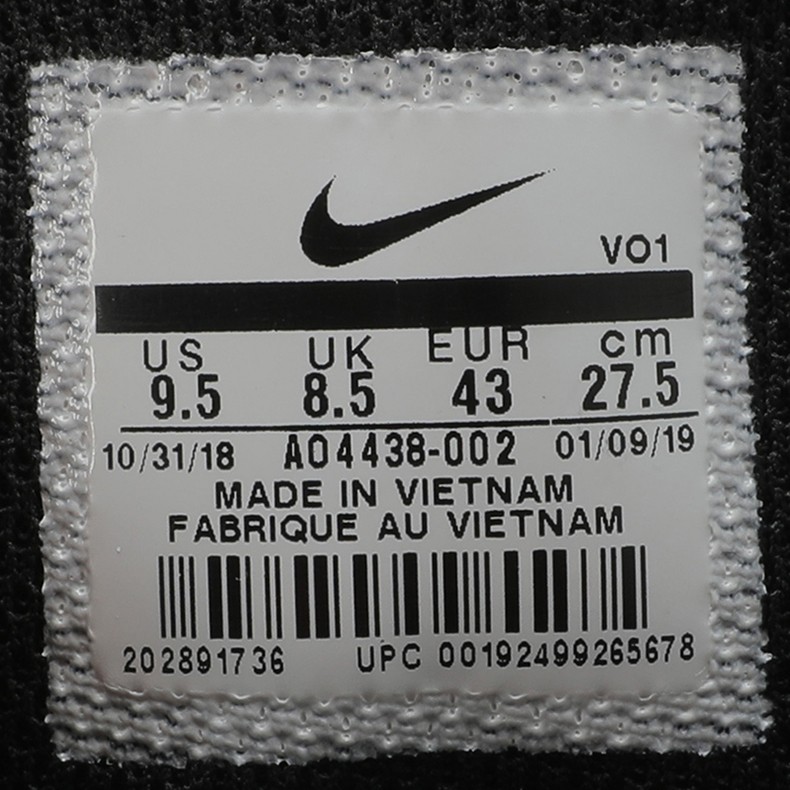 VO1
US UK EUR cm
9.5 8.5 43 27.5
10/31/18 AO4438-002 01/09/19
MADE IN VIETNAM
FABRIQUE AU VIETNAM
202891736 UPC 00192499265678